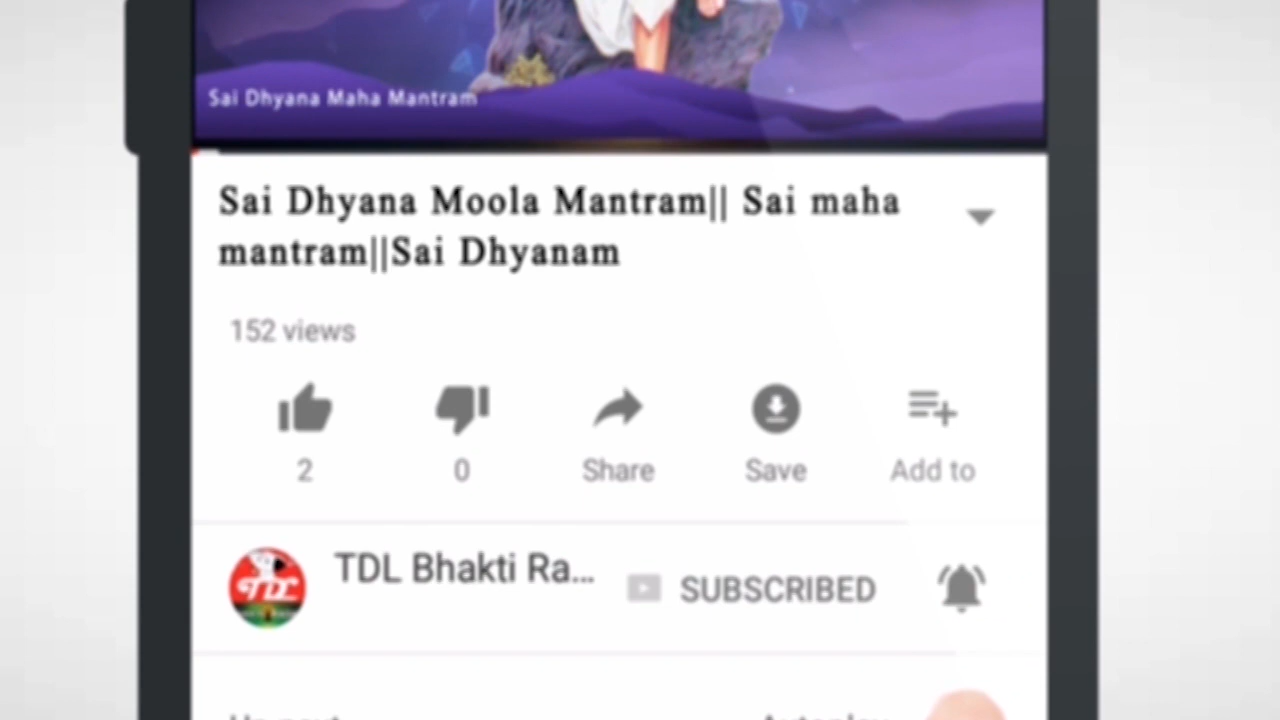 Sai Dhyana Maha Mantram
Sai Dhyana Moola Mantram|| Sai maha
mantram||Sai Dhyanam
152 views
2 0 Share Save Add to
TDL
TDL Bhakti Ra... SUBSCRIBED